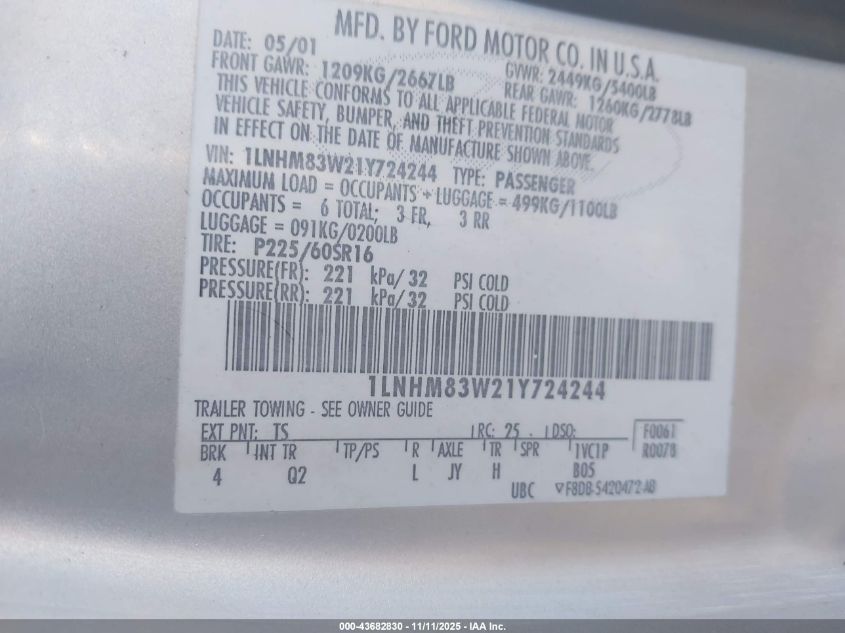 MFD. BY FORD MOTOR CO. IN U.S.A.
DATE: 05/01 GVWR: 2449KG/5400LB
FRONT GAWR: 1209KG/2667LB REAR GAWR: 1260KG/2778LB
THIS VEHICLE CONFORMS TO ALL APPLICABLE FEDERAL MOTOR
VEHICLE SAFETY, BUMPER, AND THEFT PREVENTION STANDARDS
IN EFFECT ON THE DATE OF MANUFACTURE SHOWN ABOVE.
VIN: 1LNHM83W21Y724244 TYPE: PASSENGER
MAXIMUM LOAD = OCCUPANTS + LUGGAGE = 499KG/1100LB
OCCUPANTS = 6 TOTAL; 3 FR, 3 RR
LUGGAGE = 091KG/0200LB
TIRE: P225/60SR16
PRESSURE(FR): 221 kPa/32 PSI COLD
PRESSURE(RR): 221 kPa/32 PSI COLD
1LNHM83W21Y724244
TRAILER TOWING - SEE OWNER GUIDE
EXT PNT: TS RC: 25 DSO: F0061
BRK INT TR TP/PS R AXLE TR SPR 1VC1P R0078
4 Q2 L JY H B05
UBC F8DB-5420472-AB
000-43682830 - 11/11/2025 - IAA Inc.